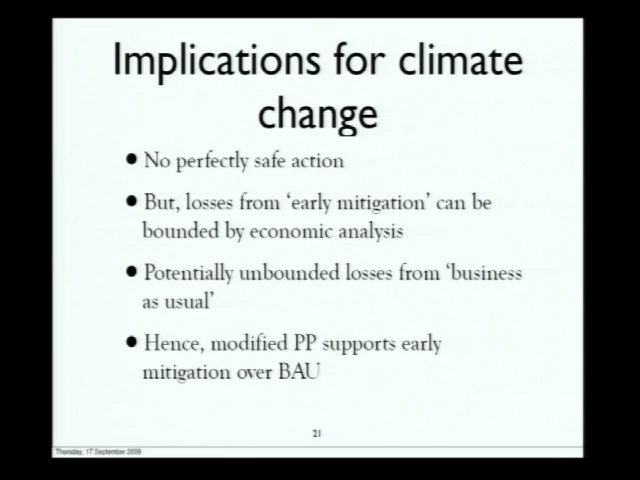 Implications for climate
change
• No perfectly safe action
• But, losses from ‘early mitigation’ can be
bounded by economic analysis
• Potentially unbounded losses from ‘business
as usual’
• Hence, modified PP supports early
mitigation over BAU
21
Thursday, 17 September 2009